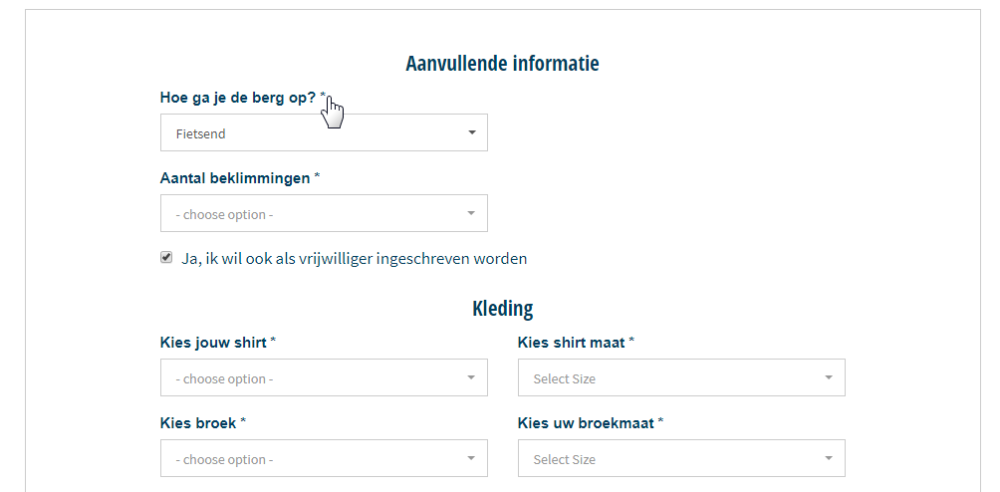 Aanvullende informatie
Hoe ga je de berg op? *
Fietsend
Aantal beklimmingen *
- choose option -
Ja, ik wil ook als vrijwilliger ingeschreven worden
Kleding
Kies jouw shirt * Kies shirt maat *
- choose option - Select Size
Kies broek * Kies uw broekmaat *
- choose option - Select Size